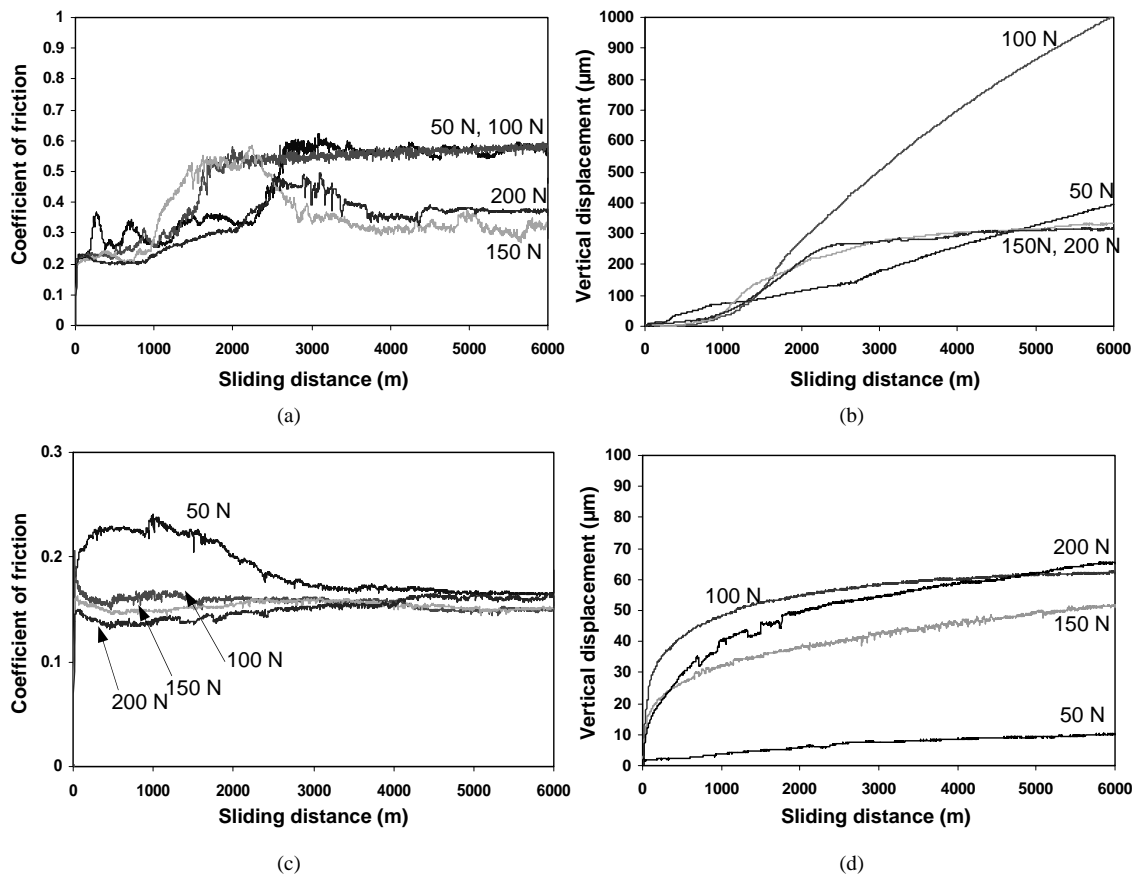 1
0.9
0.8
0.7
0.6
0.5
0.4
0.3
0.2
0.1
0
Coefficient of friction
50 N, 100 N
200 N
150 N
0 1000 2000 3000 4000 5000 6000
Sliding distance (m)
(a)
1000
900
800
700
600
500
400
300
200
100
0
Vertical displacement (µm)
100 N
50 N
150N, 200 N
0 1000 2000 3000 4000 5000 6000
Sliding distance (m)
(b)
0.3
0.2
0.1
0
Coefficient of friction
50 N
100 N
150 N
200 N
0 1000 2000 3000 4000 5000 6000
Sliding distance (m)
(c)
100
90
80
70
60
50
40
30
20
10
0
Vertical displacement (µm)
200 N
100 N
150 N
50 N
0 1000 2000 3000 4000 5000 6000
Sliding distance (m)
(d)